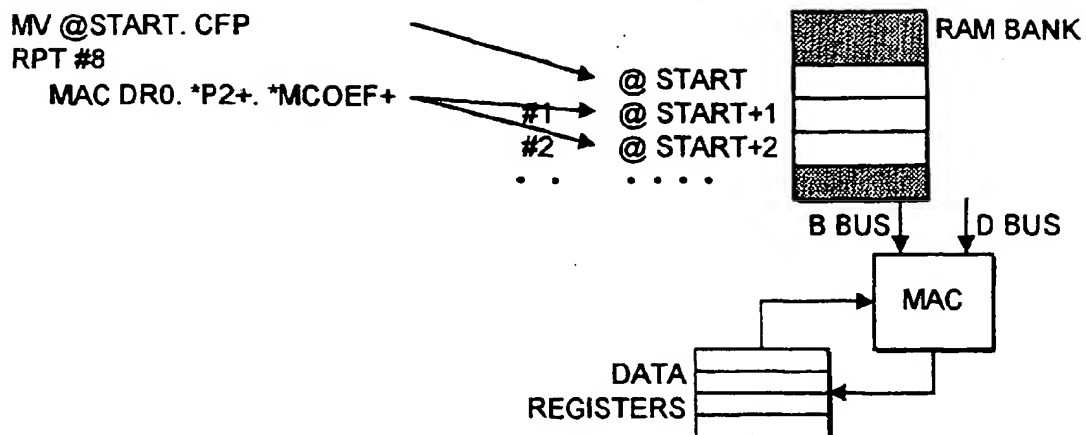 MV @START. CFP
RPT #8
MAC DR0. *P2+. *MCOEF+
RAM BANK
@ START
#1 @ START+1
#2 @ START+2
. . . . . .
B BUS
D BUS
MAC
DATA
REGISTERS